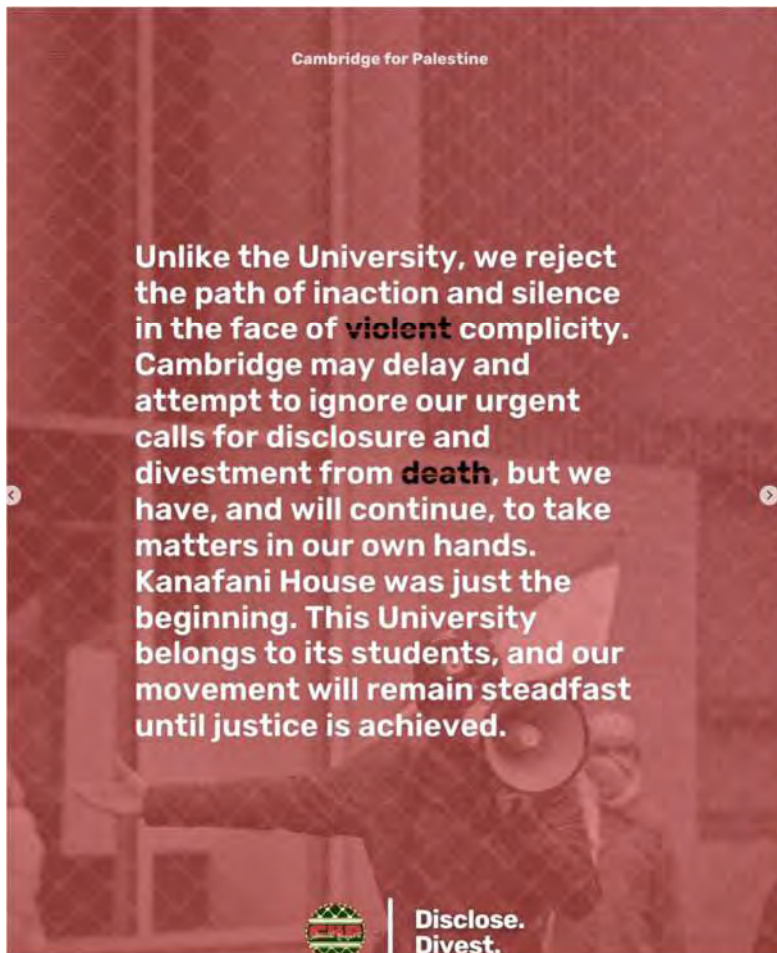 Cambridge for Palestine
Unlike the University, we reject
the path of inaction and silence
in the face of violent complicity.
Cambridge may delay and
attempt to ignore our urgent
calls for disclosure and
divestment from death, but we
have, and will continue, to take
matters in our own hands.
Kanafani House was just the
beginning. This University
belongs to its students, and our
movement will remain steadfast
until justice is achieved.
Disclose.
Divest.